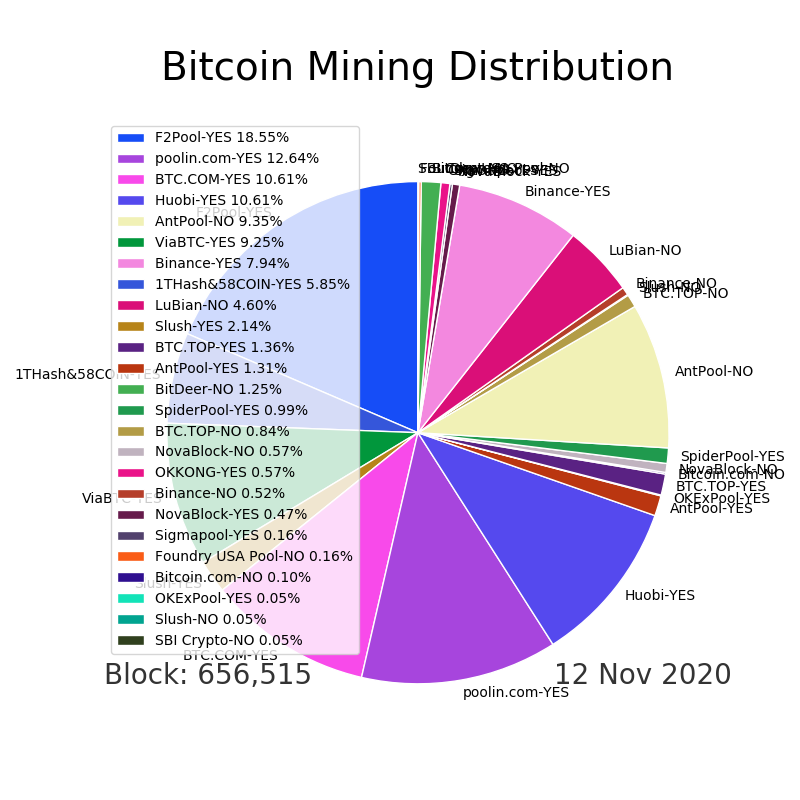 Bitcoin Mining Distribution
F2Pool-YES 18.55%
poolin.com-YES 12.64%
BTC.COM-YES 10.61%
Huobi-YES 10.61%
AntPool-NO 9.35%
ViaBTC-YES 9.25%
Binance-YES 7.94%
1THash&58COIN-YES 5.85%
LuBian-NO 4.60%
Slush-YES 2.14%
BTC.TOP-YES 1.36%
AntPool-YES 1.31%
BitDeer-NO 1.25%
SpiderPool-YES 0.99%
BTC.TOP-NO 0.84%
NovaBlock-NO 0.57%
OKKONG-YES 0.57%
Binance-NO 0.52%
NovaBlock-YES 0.47%
Sigmapool-YES 0.16%
Foundry USA Pool-NO 0.16%
Bitcoin.com-NO 0.10%
OKExPool-YES 0.05%
Slush-NO 0.05%
SBI Crypto-NO 0.05%
F2Pool-YES
1THash&58COIN-YES
ViaBTC-YES
Slush-YES
BTC.COM-YES
poolin.com-YES
Huobi-YES
AntPool-YES
OKExPool-YES
BTC.TOP-YES
Bitcoin.com-NO
NovaBlock-NO
SpiderPool-YES
AntPool-NO
BTC.TOP-NO
Slush-NO
Binance-NO
LuBian-NO
Binance-YES
Block: 656,515
12 Nov 2020